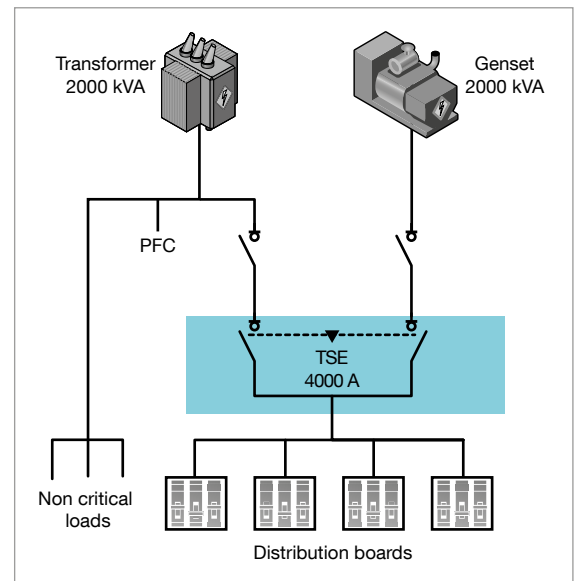 Transformer
2000 kVA
Genset
2000 kVA
PFC
TSE
4000 A
Non critical
loads
Distribution boards